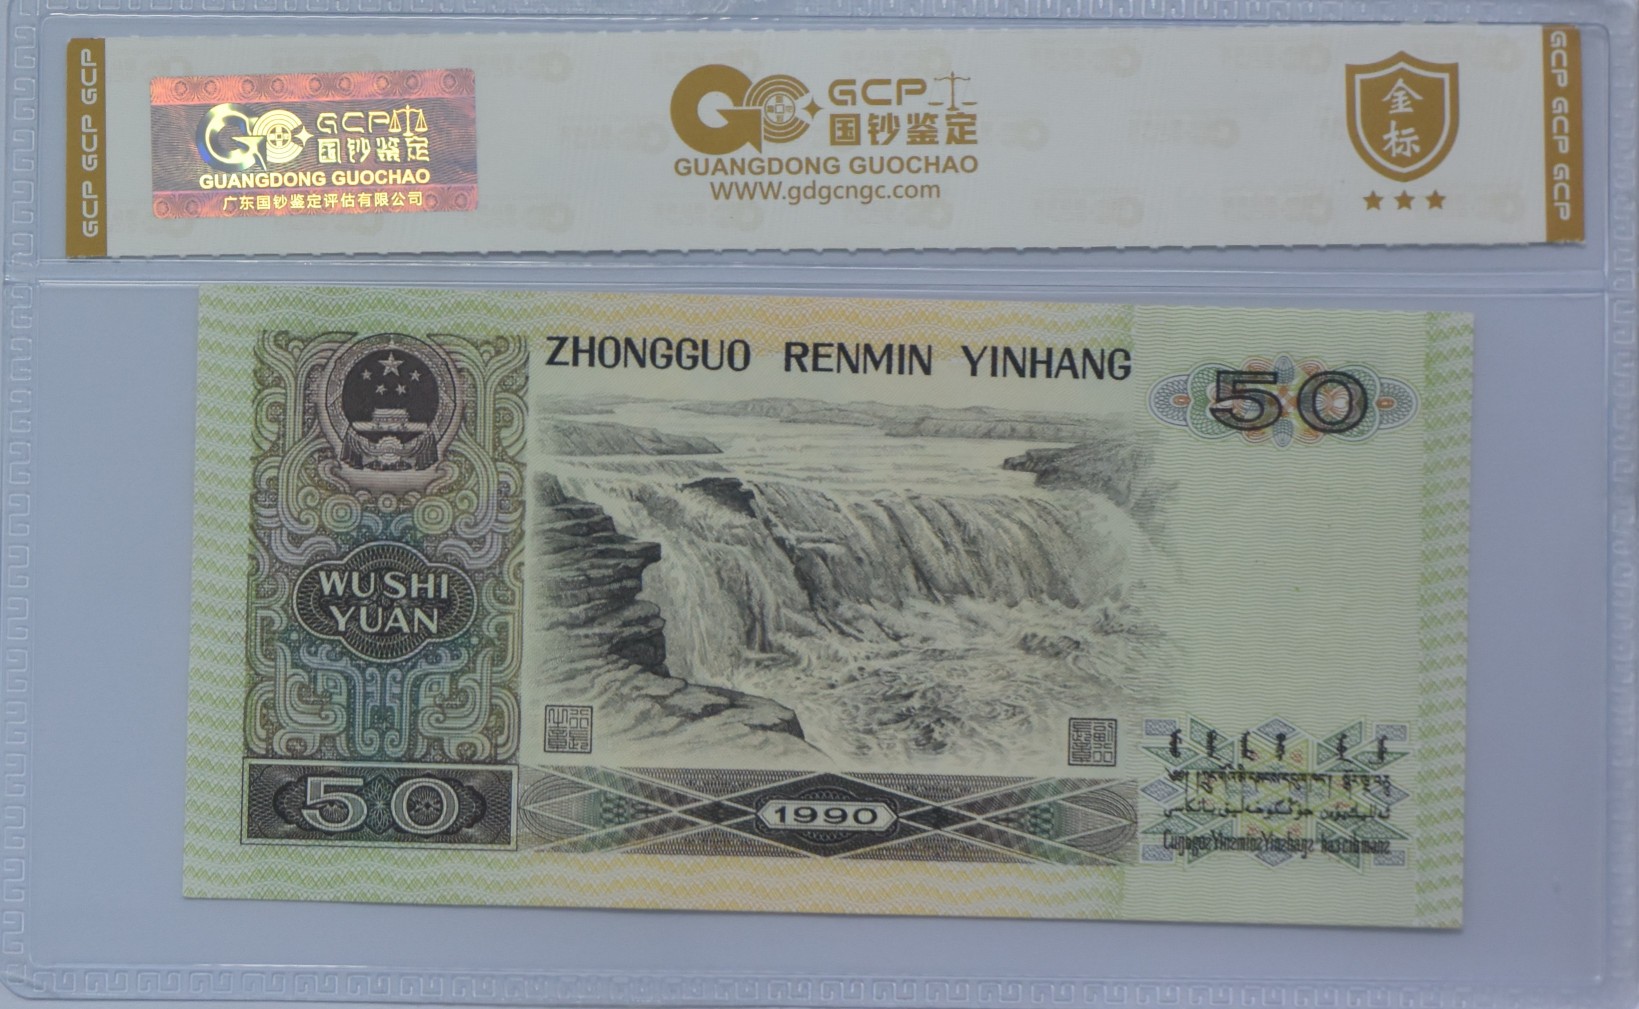 GCP GCP GCP
GCP
国钞鉴定
GUANGDONG GUOCHAO
广东国钞鉴定评估有限公司
GCP
国钞鉴定
GUANGDONG GUOCHAO
WWW.gdgcngc.com
金
标
GCP GCP GCP
ZHONGGUO RENMIN YINHANG
50
WU SHI
YUAN
50
1990